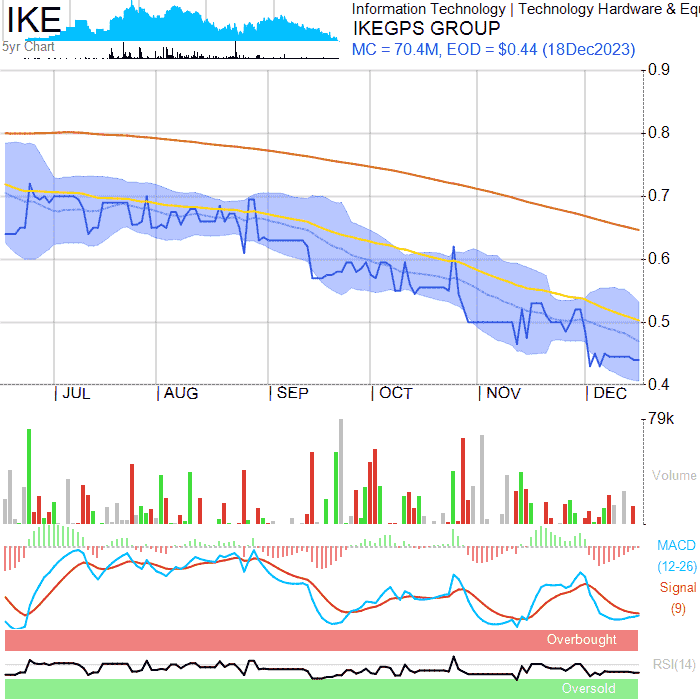 IKE
Information Technology | Technology Hardware & Equ
IKEGPS GROUP
MC = 70.4M, EOD = $0.44 (18Dec2023)
5yr Chart
0.9
0.8
0.7
0.6
0.5
0.4
| JUL | AUG | SEP | OCT | NOV | DEC
79k
Volume
MACD
(12-26)
Signal
(9)
Overbought
RSI(14)
Oversold